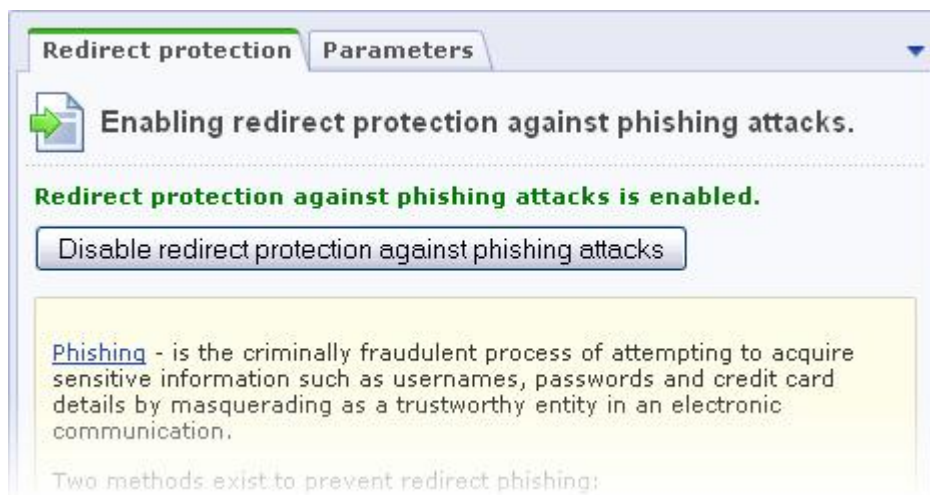 Redirect protection
Parameters
Enabling redirect protection against phishing attacks.
Redirect protection against phishing attacks is enabled.
Disable redirect protection against phishing attacks
Phishing - is the criminally fraudulent process of attempting to acquire
sensitive information such as usernames, passwords and credit card
details by masquerading as a trustworthy entity in an electronic
communication.
Two methods exist to prevent redirect phishing: